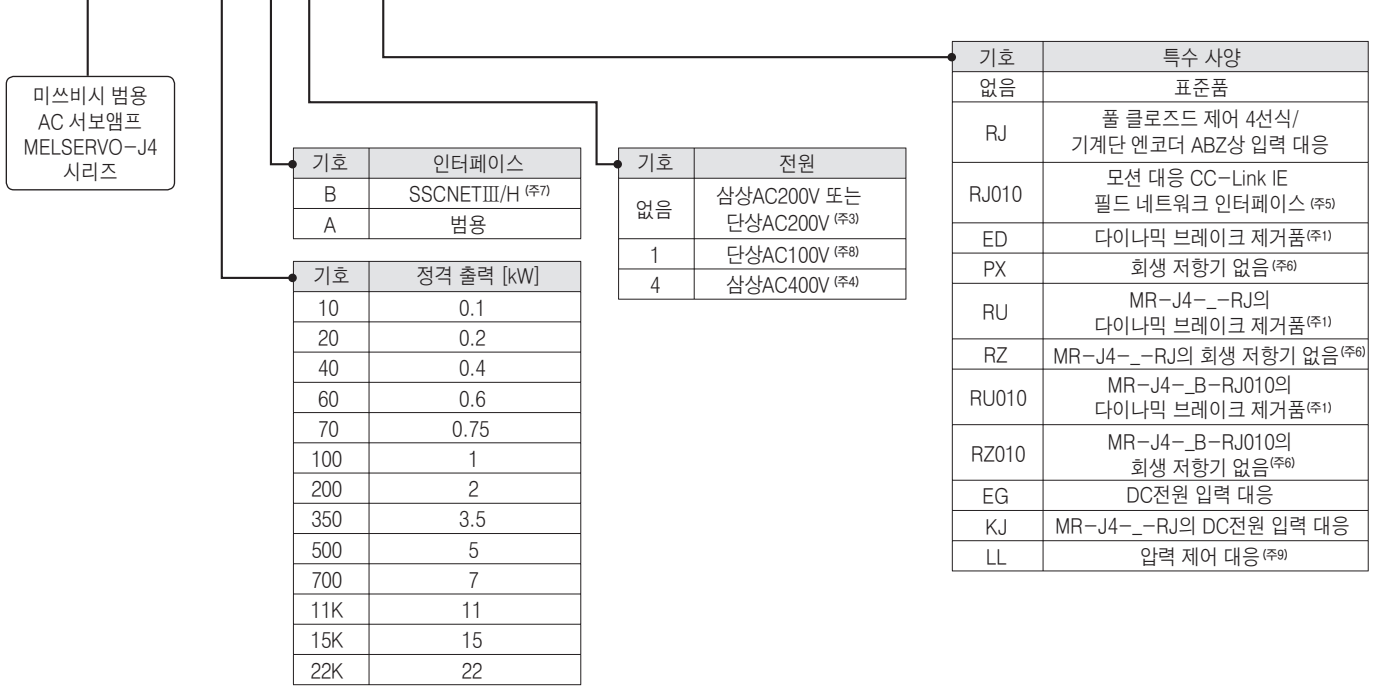 미쓰비시 범용
AC 서보앰프
MELSERVO-J4
시리즈
기호 인터페이스
B SSCNETⅢ/H (주7)
A 범용
기호 정격 출력 [kW]
10 0.1
20 0.2
40 0.4
60 0.6
70 0.75
100 1
200 2
350 3.5
500 5
700 7
11K 11
15K 15
22K 22
기호 전원
없음 삼상AC200V 또는
단상AC200V (주3)
1 단상AC100V (주8)
4 삼상AC400V (주4)
기호 특수 사양
없음 표준품
RJ 풀 클로즈드 제어 4선식/
기계단 엔코더 ABZ상 입력 대응
RJ010 모션 대응 CC-Link IE
필드 네트워크 인터페이스 (주5)
ED 다이나믹 브레이크 제거품(주1)
PX 회생 저항기 없음(주6)
RU MR-J4-_-RJ의
다이나믹 브레이크 제거품(주1)
RZ MR-J4-_-RJ의 회생 저항기 없음(주6)
RU010 MR-J4-_B-RJ010의
다이나믹 브레이크 제거품(주1)
RZ010 MR-J4-_B-RJ010의
회생 저항기 없음(주6)
EG DC전원 입력 대응
KJ MR-J4-_-RJ의 DC전원 입력 대응
LL 압력 제어 대응(주9)